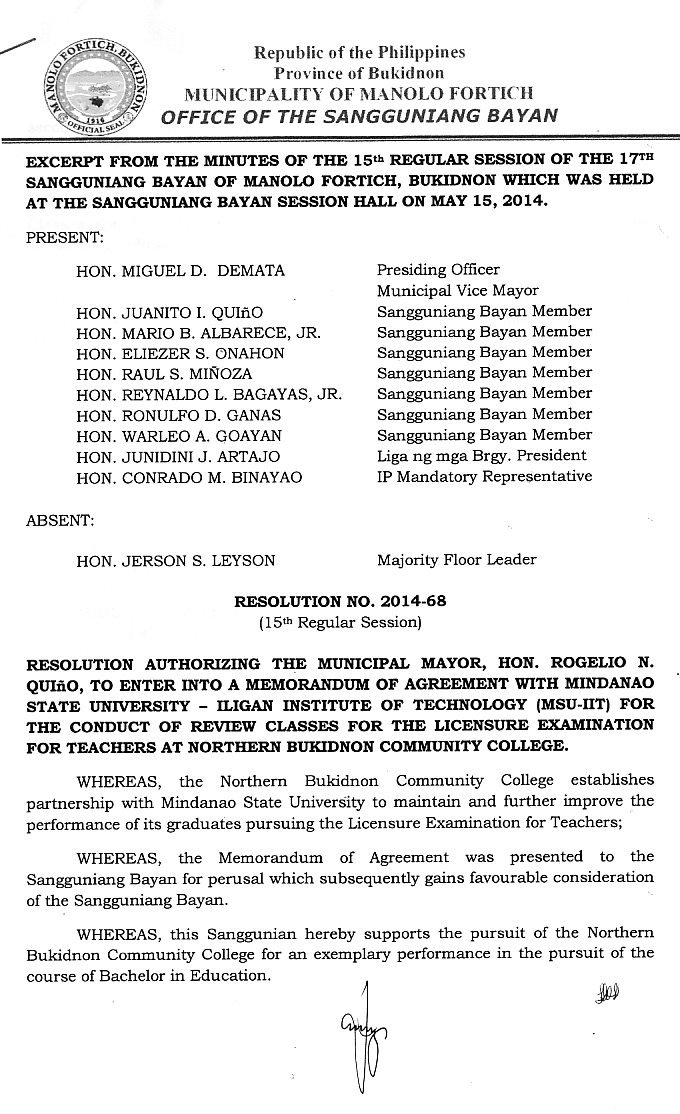 MANOLO FORTICH, BUKIDNON
1916
OFFICIAL SEAL
Republic of the Philippines
Province of Bukidnon
MUNICIPALITY OF MANOLO FORTICH
OFFICE OF THE SANGGUNIANG BAYAN
EXCERPT FROM THE MINUTES OF THE 15th REGULAR SESSION OF THE 17TH
SANGGUNIANG BAYAN OF MANOLO FORTICH, BUKIDNON WHICH WAS HELD
AT THE SANGGUNIANG BAYAN SESSION HALL ON MAY 15, 2014.
PRESENT:
HON. MIGUEL D. DEMATA Presiding Officer
Municipal Vice Mayor
HON. JUANITO I. QUIñO Sangguniang Bayan Member
HON. MARIO B. ALBARECE, JR. Sangguniang Bayan Member
HON. ELIEZER S. ONAHON Sangguniang Bayan Member
HON. RAUL S. MIÑOZA Sangguniang Bayan Member
HON. REYNALDO L. BAGAYAS, JR. Sangguniang Bayan Member
HON. RONULFO D. GANAS Sangguniang Bayan Member
HON. WARLEO A. GOAYAN Sangguniang Bayan Member
HON. JUNIDINI J. ARTAJO Liga ng mga Brgy. President
HON. CONRADO M. BINAYAO IP Mandatory Representative
ABSENT:
HON. JERSON S. LEYSON Majority Floor Leader
RESOLUTION NO. 2014-68
(15th Regular Session)
RESOLUTION AUTHORIZING THE MUNICIPAL MAYOR, HON. ROGELIO N.
QUIñO, TO ENTER INTO A MEMORANDUM OF AGREEMENT WITH MINDANAO
STATE UNIVERSITY – ILIGAN INSTITUTE OF TECHNOLOGY (MSU-IIT) FOR
THE CONDUCT OF REVIEW CLASSES FOR THE LICENSURE EXAMINATION
FOR TEACHERS AT NORTHERN BUKIDNON COMMUNITY COLLEGE.
WHEREAS, the Northern Bukidnon Community College establishes
partnership with Mindanao State University to maintain and further improve the
performance of its graduates pursuing the Licensure Examination for Teachers;
WHEREAS, the Memorandum of Agreement was presented to the
Sangguniang Bayan for perusal which subsequently gains favourable consideration
of the Sangguniang Bayan.
WHEREAS, this Sanggunian hereby supports the pursuit of the Northern
Bukidnon Community College for an exemplary performance in the pursuit of the
course of Bachelor in Education.